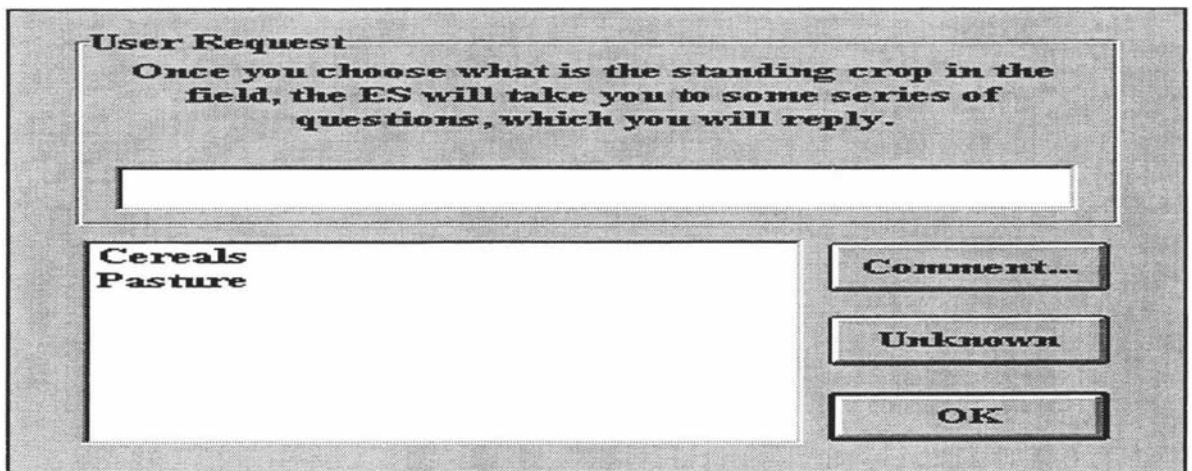 User Request
Once you choose what is the standing crop in the
field, the ES will take you to some series of
questions, which you will reply.
Cereals
Pasture
Comment...
Unknown
OK